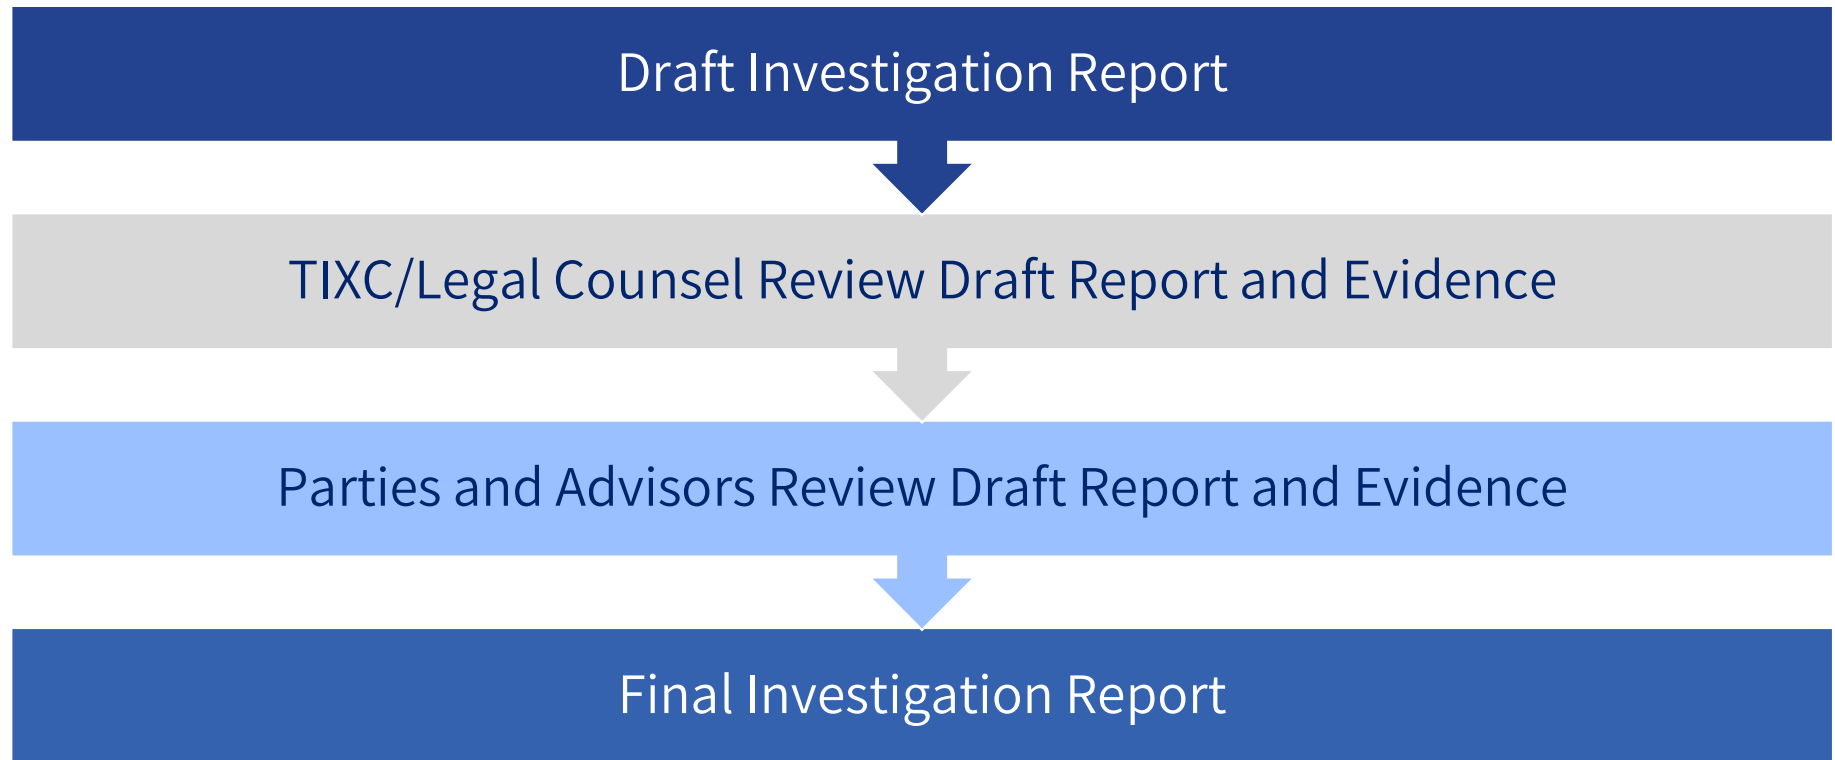 Draft Investigation Report
TIXC/Legal Counsel Review Draft Report and Evidence
Parties and Advisors Review Draft Report and Evidence
Final Investigation Report